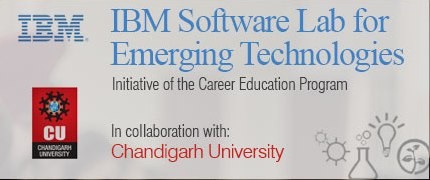 IBM
IBM Software Lab for
Emerging Technologies
Initiative of the Career Education Program
CU
CHANDIGARH
UNIVERSITY
In collaboration with:
Chandigarh University